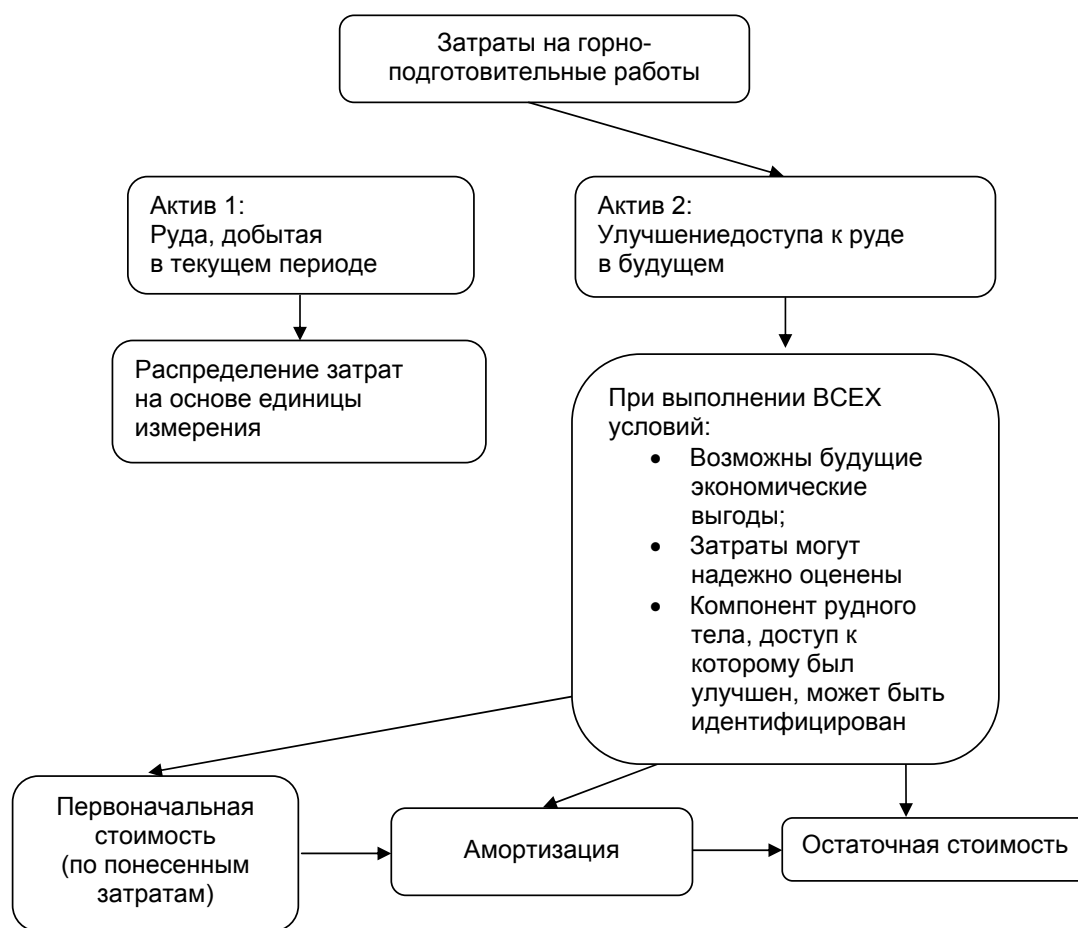 Затраты на горно-
подготовительные работы
Актив 1:
Руда, добытая
в текущем периоде
Актив 2:
Улучшениедоступа к руде
в будущем
Распределение затрат
на основе единицы
измерения
При выполнении ВСЕХ
условий:
• Возможны будущие
экономические
выгоды;
• Затраты могут
надежно оценены
• Компонент рудного
тела, доступ к
которому был
улучшен, может быть
идентифицирован
Первоначальная
стоимость
(по понесенным
затратам)
Амортизация
Остаточная стоимость